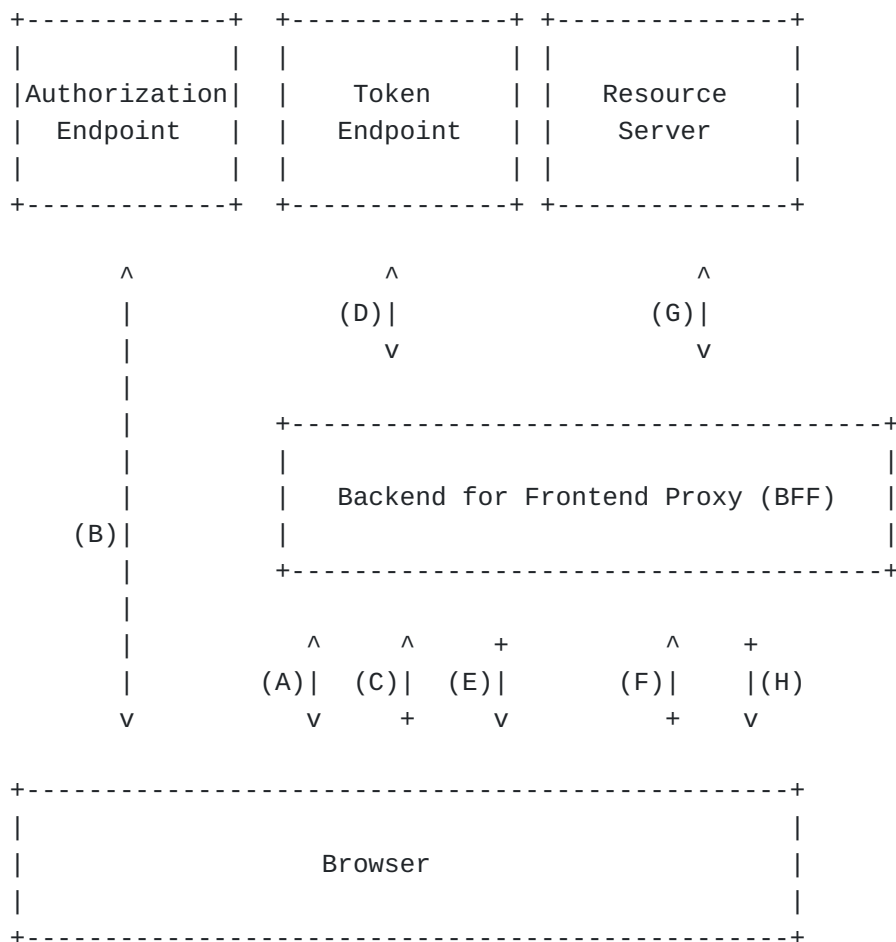 +-------------+  +--------------+ +---------------+
|             |  |              | |               |
|Authorization|  |    Token     | |   Resource    |
|  Endpoint   |  |   Endpoint   | |    Server     |
|             |  |              | |               |
+-------------+  +--------------+ +---------------+
       ^                ^                   ^
       |             (D)|                (G)|
       |                v                   v
       |
       |         +--------------------------------------+
       |         |                                      |
       |         |   Backend for Frontend Proxy (BFF)   |
    (B)|         |                                      |
       |         +--------------------------------------+
       |
       |           ^     ^     +          ^    +
       |        (A)|  (C)|  (E)|       (F)|    |(H)
       v           v     +     v          +    v
+-------------------------------------------------+
|                                                 |
|                   Browser                       |
|                                                 |
+-------------------------------------------------+